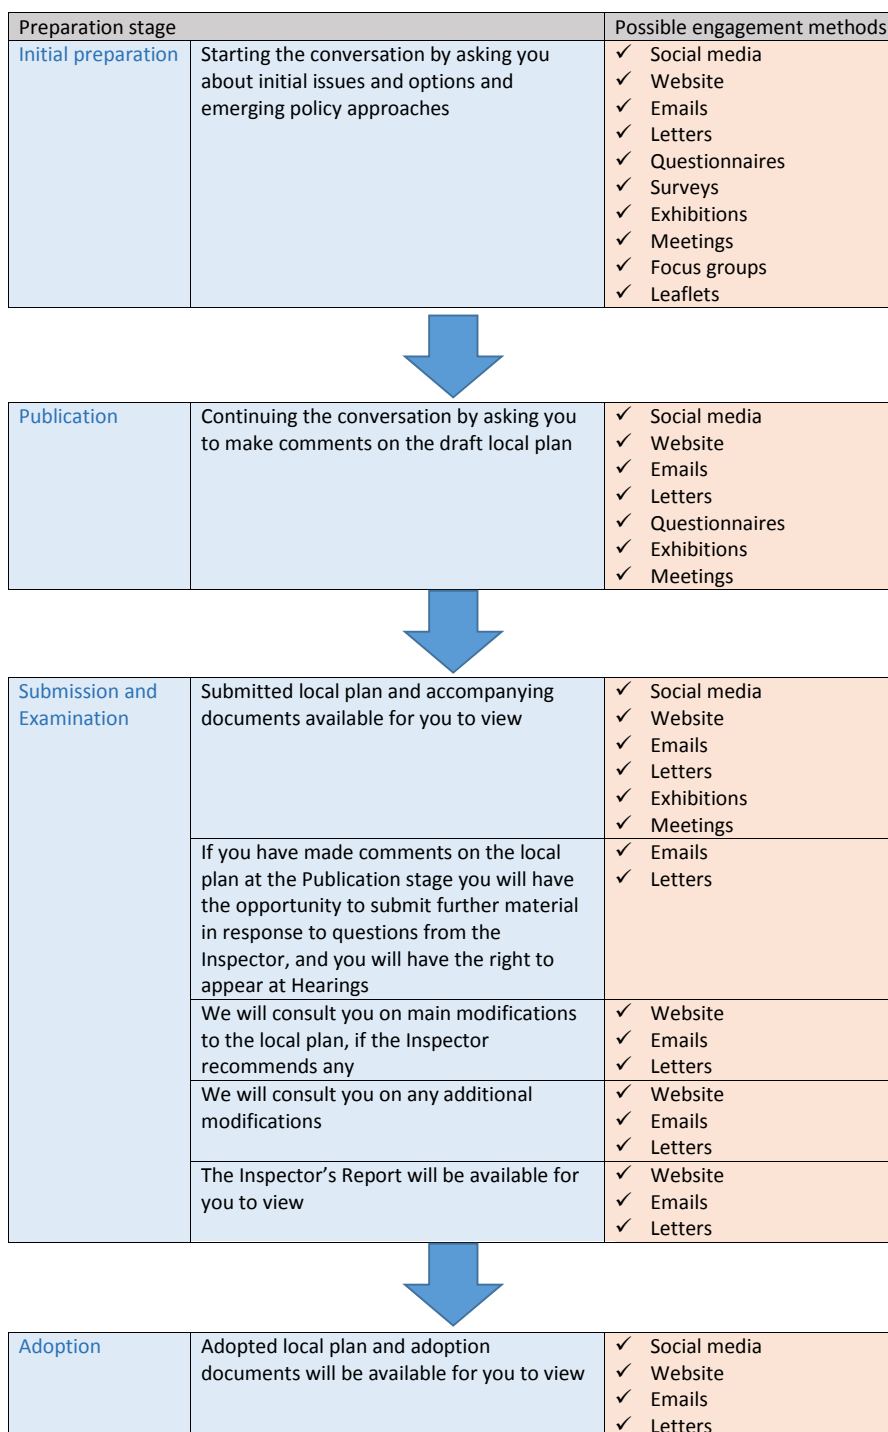 Preparation stage Possible engagement methods
Initial preparation Starting the conversation by asking you ✓ Social media
about initial issues and options and ✓ Website
emerging policy approaches ✓ Emails
✓ Letters
✓ Questionnaires
✓ Surveys
✓ Exhibitions
✓ Meetings
✓ Focus groups
✓ Leaflets
Publication Continuing the conversation by asking you ✓ Social media
to make comments on the draft local plan ✓ Website
✓ Emails
✓ Letters
✓ Questionnaires
✓ Exhibitions
✓ Meetings
Submission and Submitted local plan and accompanying ✓ Social media
Examination documents available for you to view ✓ Website
✓ Emails
✓ Letters
✓ Exhibitions
✓ Meetings
If you have made comments on the local ✓ Emails
plan at the Publication stage you will have ✓ Letters
the opportunity to submit further material
in response to questions from the
Inspector, and you will have the right to
appear at Hearings
We will consult you on main modifications ✓ Website
to the local plan, if the Inspector ✓ Emails
recommends any ✓ Letters
We will consult you on any additional ✓ Website
modifications ✓ Emails
✓ Letters
The Inspector’s Report will be available for ✓ Website
you to view ✓ Emails
✓ Letters
Adoption Adopted local plan and adoption ✓ Social media
documents will be available for you to view ✓ Website
✓ Emails
✓ Letters